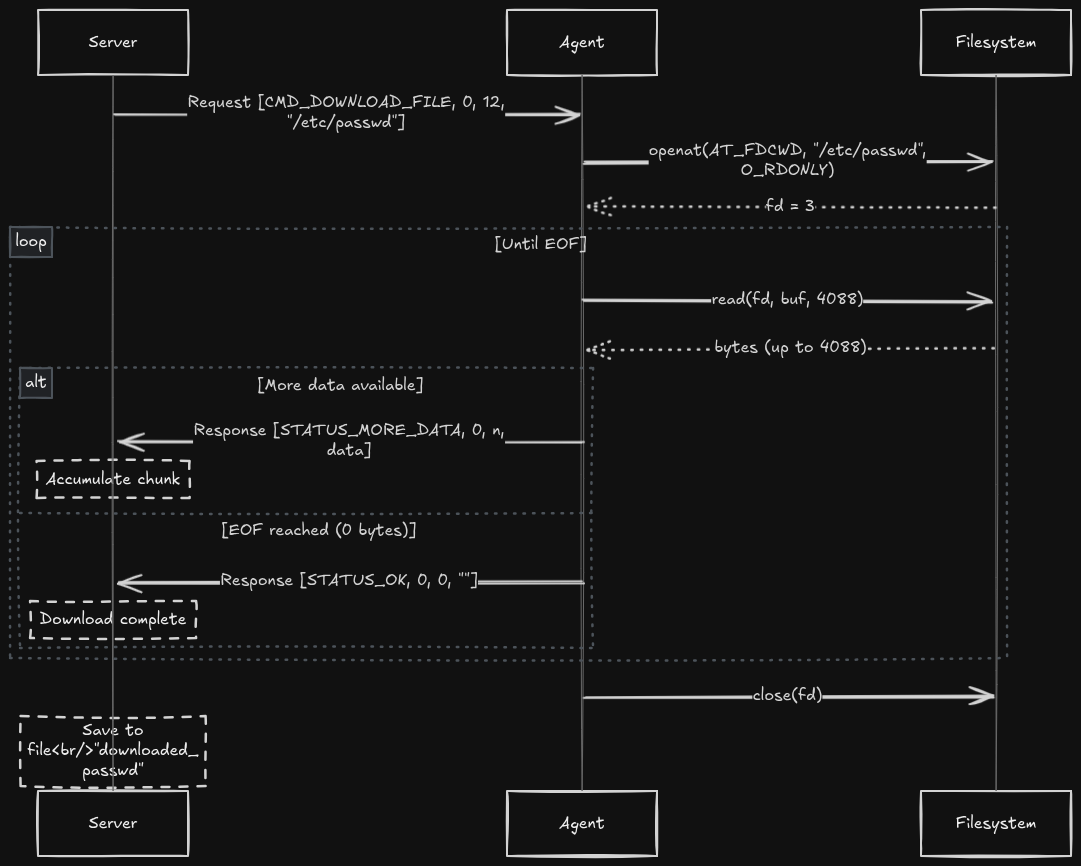 Server
Agent
Filesystem
Request [CMD_DOWNLOAD_FILE, 0, 12,
"/etc/passwd"]
openat(AT_FDCWD, "/etc/passwd",
O_RDONLY)
fd = 3
loop
[Until EOF]
read(fd, buf, 4088)
bytes (up to 4088)
alt
[More data available]
Response [STATUS_MORE_DATA, 0, n,
data]
Accumulate chunk
[EOF reached (0 bytes)]
Response [STATUS_OK, 0, 0, ""]
Download complete
close(fd)
Save to
file<br/>"downloaded_
passwd"
Server
Agent
Filesystem